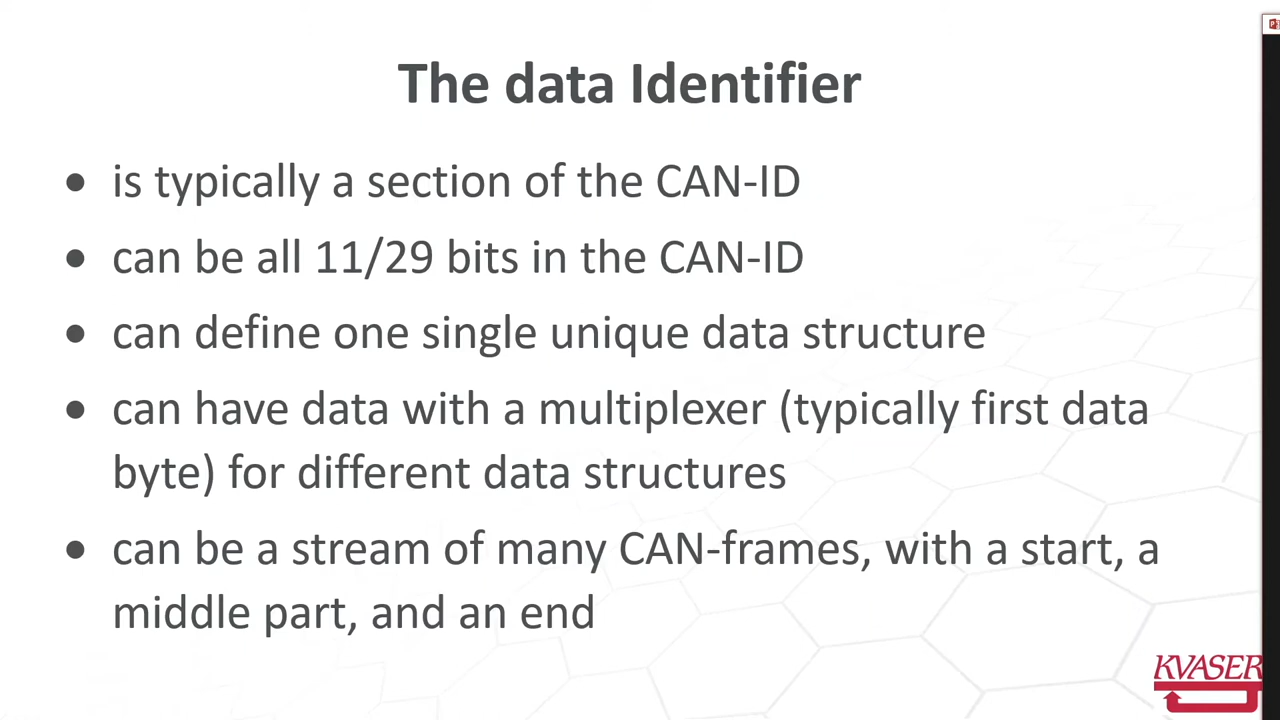 The data Identifier
• is typically a section of the CAN-ID
• can be all 11/29 bits in the CAN-ID
• can define one single unique data structure
• can have data with a multiplexer (typically first data
byte) for different data structures
• can be a stream of many CAN-frames, with a start, a
middle part, and an end
KVASER